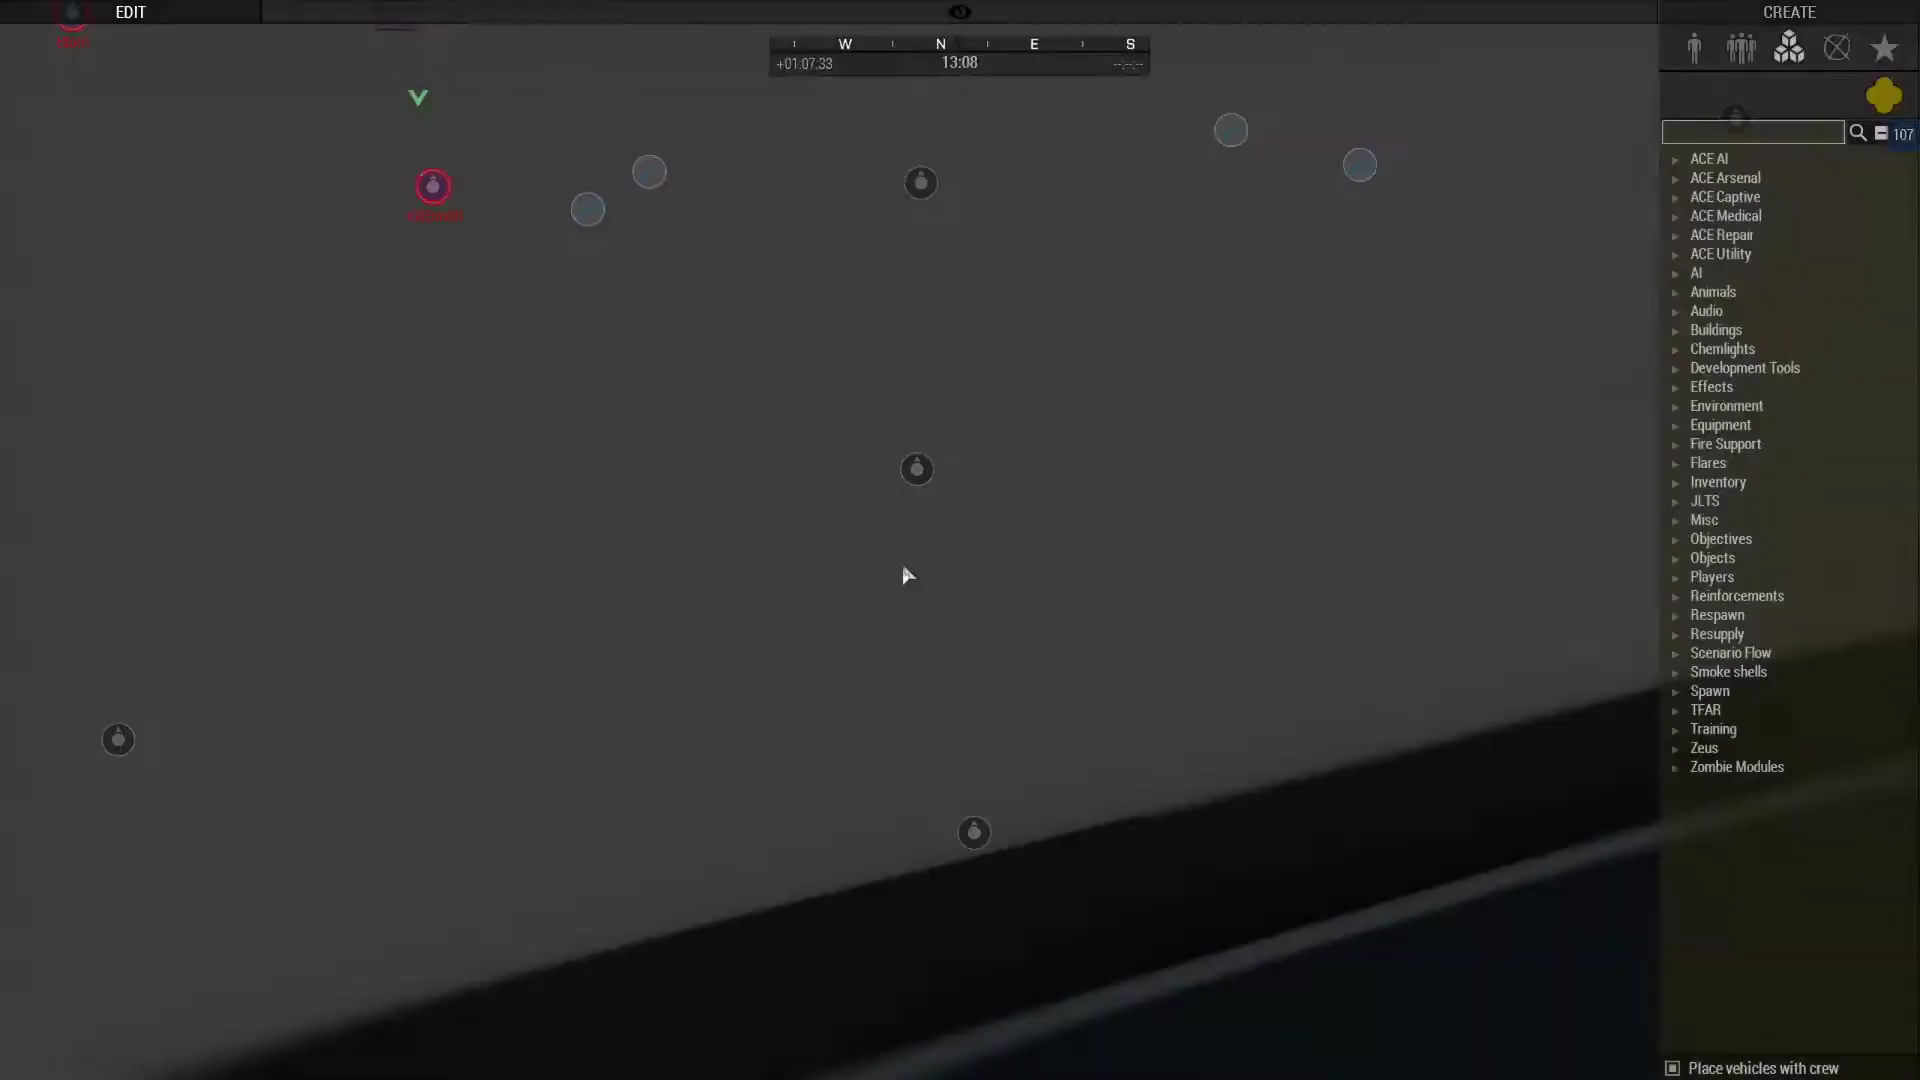 EDIT
CREATE
W N E S
+01:07:33 13:08 --:--:--
107
ACE AI
ACE Arsenal
ACE Captive
ACE Medical
ACE Repair
ACE Utility
AI
Animals
Audio
Buildings
Chemlights
Development Tools
Effects
Environment
Equipment
Fire Support
Flares
Inventory
JLTS
Misc
Objectives
Objects
Players
Reinforcements
Respawn
Resupply
Scenario Flow
Smoke shells
Spawn
TFAR
Training
Zeus
Zombie Modules
Place vehicles with crew